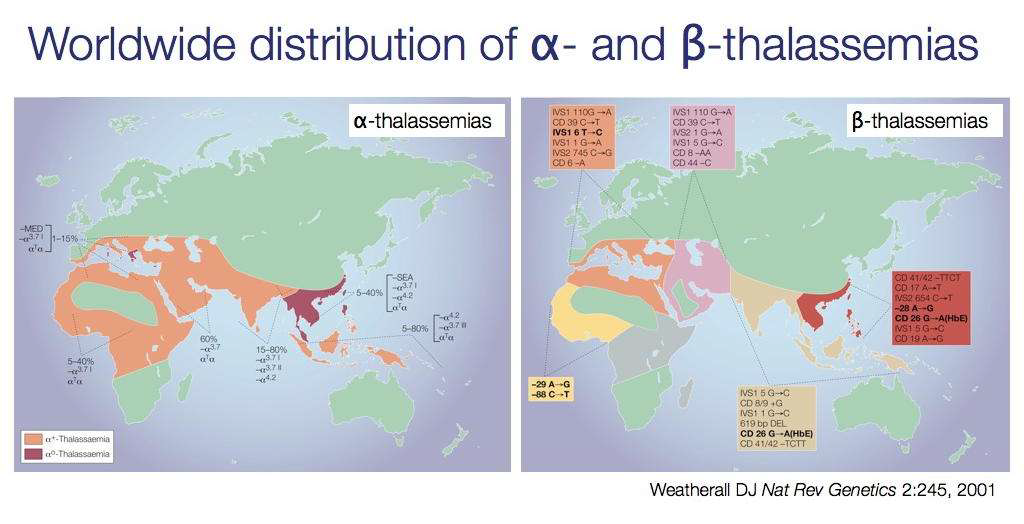 Worldwide distribution of α- and β-thalassemias
α-thalassemias
--MED
-α3.7 I
αTα
1–15%
5–40%
-α3.7 I
αTα
60%
-α3.7
αTα
15–80%
-α3.7 I
-α3.7 II
-α4.2
--SEA
-α3.7 I
-α4.2
αTα
5–40%
5–80%
-α4.2
-α3.7 III
αTα
α+-Thalassaemia
α0-Thalassaemia
β-thalassemias
IVS1 110G→A
CD 39 C→T
IVS1 6 T→C
IVS1 1 G→A
IVS2 745 C→G
CD 6 –A
IVS1 110 G→A
CD 39 C→T
IVS2 1 G→A
IVS1 5 G→C
CD 8 –AA
CD 44 –C
CD 41/42 –TTCT
CD 17 A→T
IVS2 654 C→T
–28 A→G
CD 26 G→A(HbE)
IVS1 5 G→C
CD 19 A→G
–29 A→G
–88 C→T
IVS1 5 G→C
CD 8/9 +G
IVS1 1 G→C
619 bp DEL
CD 26 G→A(HbE)
CD 41/42 –TCTT
Weatherall DJ Nat Rev Genetics 2:245, 2001